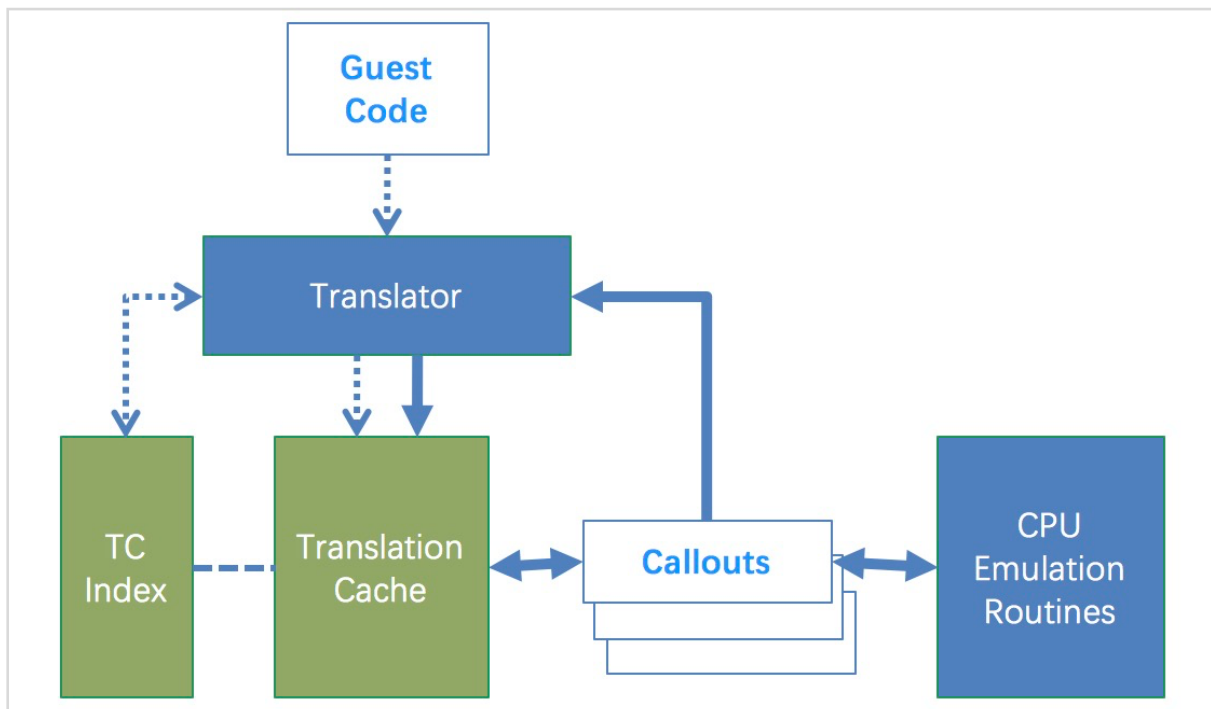 Guest
Code
Translator
TC
Index
Translation
Cache
Callouts
CPU
Emulation
Routines